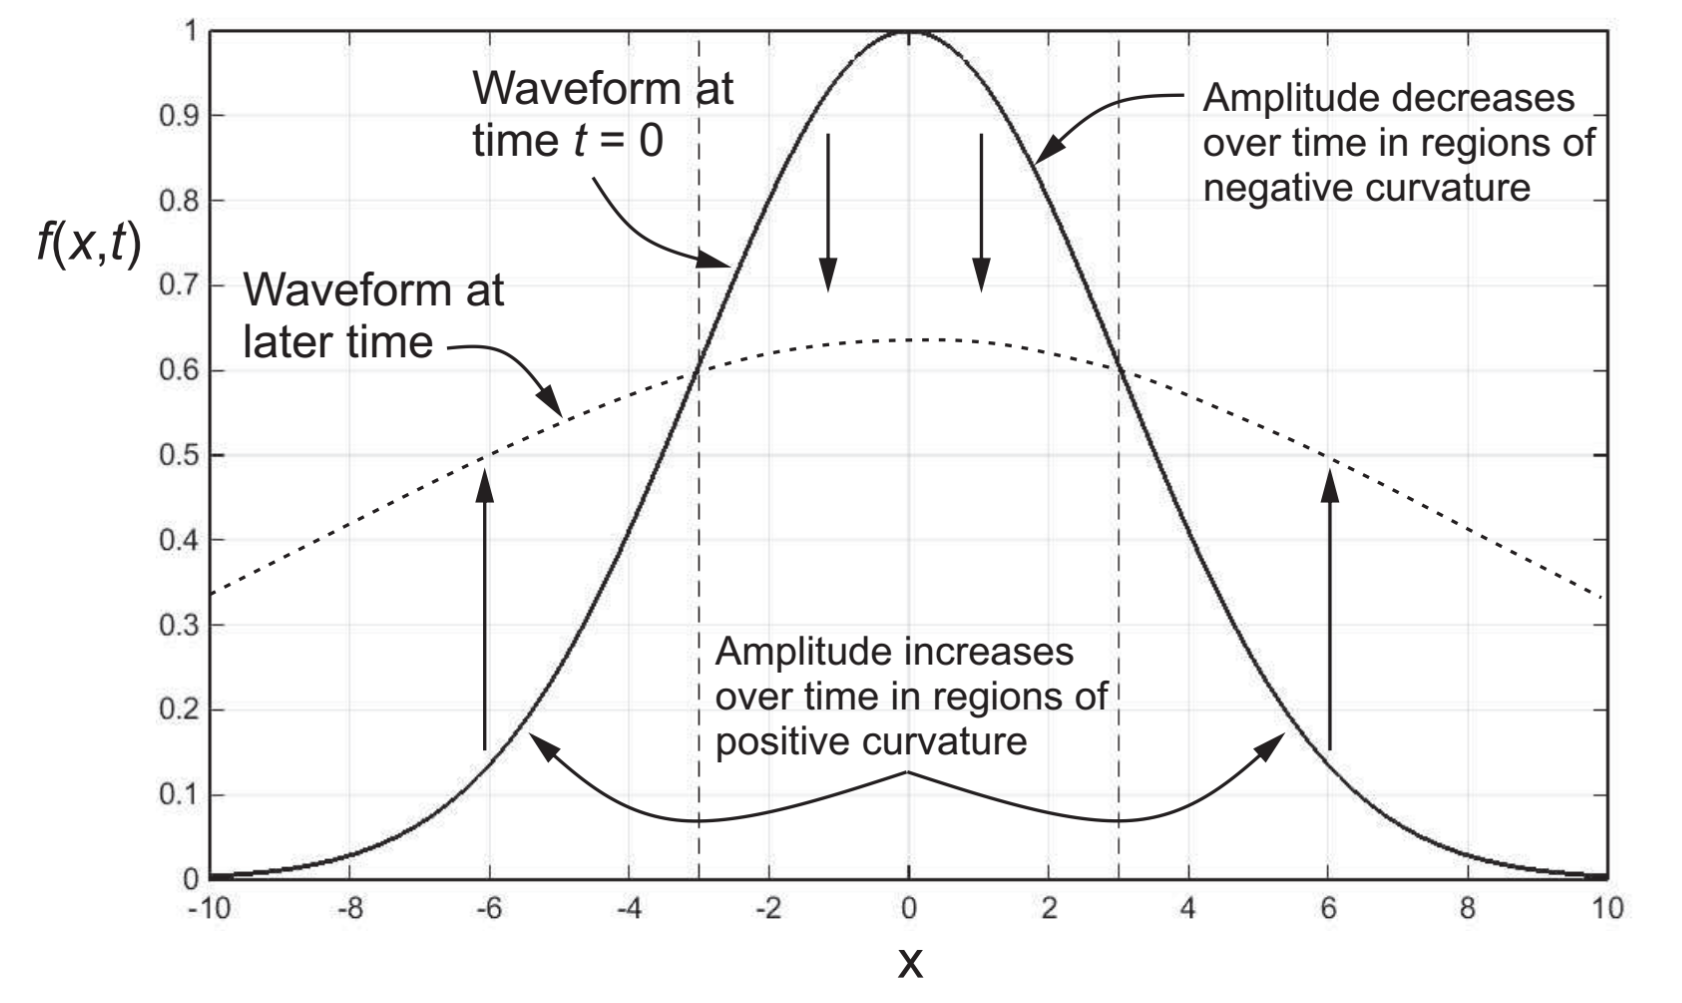 1
0.9
0.8
0.7
0.6
0.5
0.4
0.3
0.2
0.1
0
f(x,t)
Waveform at
time t = 0
Waveform at
later time
Amplitude decreases
over time in regions of
negative curvature
Amplitude increases
over time in regions of
positive curvature
-10 -8 -6 -4 -2 0 2 4 6 8 10
x